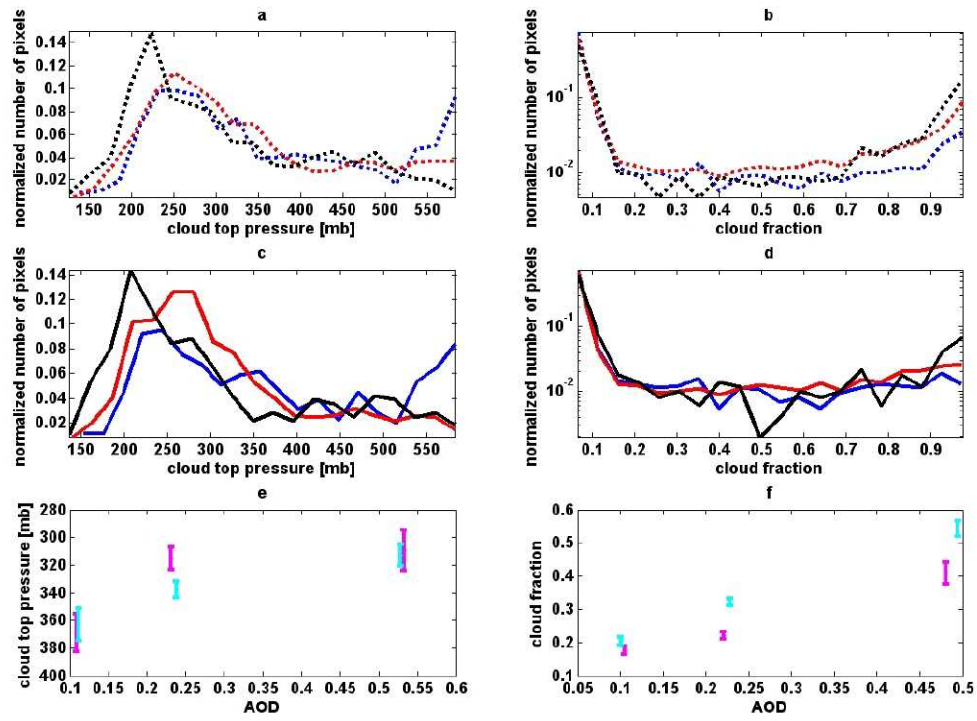 a
normalized number of pixels
0.14
0.12
0.1
0.08
0.06
0.04
0.02
150 200 250 300 350 400 450 500 550
cloud top pressure [mb]
b
normalized number of pixels
10^-1
10^-2
0.1 0.2 0.3 0.4 0.5 0.6 0.7 0.8 0.9
cloud fraction
c
normalized number of pixels
0.14
0.12
0.1
0.08
0.06
0.04
0.02
150 200 250 300 350 400 450 500 550
cloud top pressure [mb]
d
normalized number of pixels
10^-1
10^-2
0.1 0.2 0.3 0.4 0.5 0.6 0.7 0.8 0.9
cloud fraction
e
cloud top pressure [mb]
280
300
320
340
360
380
400
0.1 0.15 0.2 0.25 0.3 0.35 0.4 0.45 0.5 0.55 0.6
AOD
f
cloud fraction
0.6
0.5
0.4
0.3
0.2
0.1
0.05 0.1 0.15 0.2 0.25 0.3 0.35 0.4 0.45 0.5
AOD